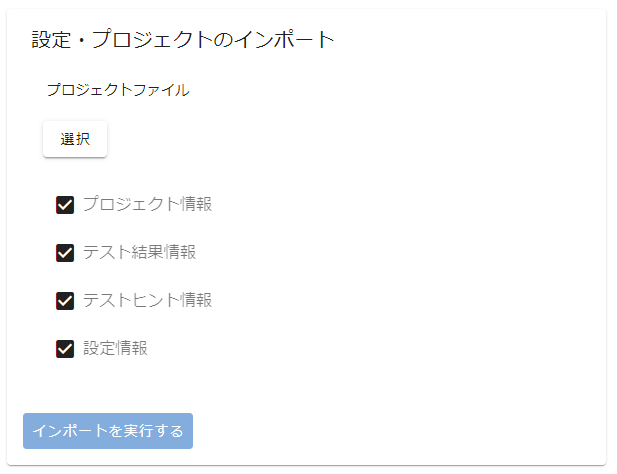 設定・プロジェクトのインポート
プロジェクトファイル
選択
プロジェクト情報
テスト結果情報
テストヒント情報
設定情報
インポートを実行する